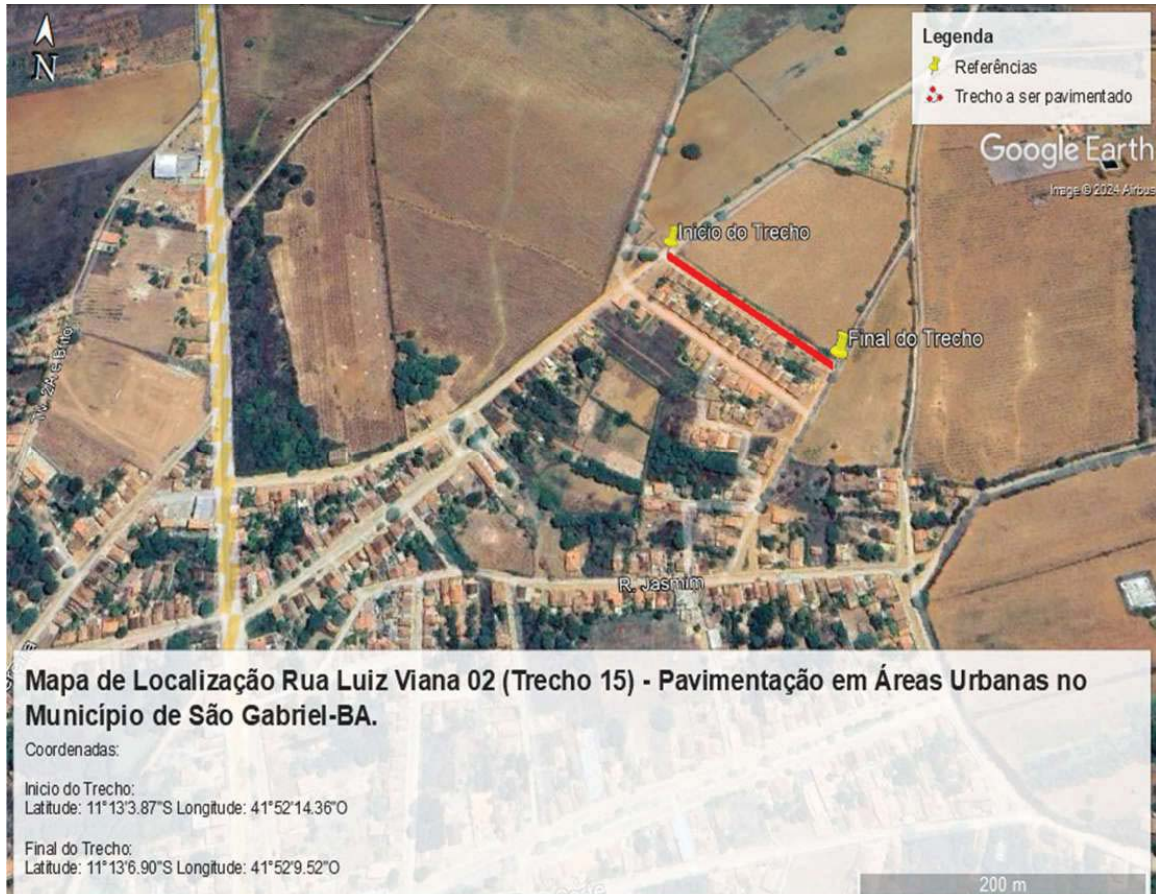 N
Legenda
Referências
Trecho a ser pavimentado
Google Earth
Image © 2024 Airbus
Início do Trecho
Final do Trecho
R. Jasmim
Mapa de Localização Rua Luiz Viana 02 (Trecho 15) - Pavimentação em Áreas Urbanas no
Município de São Gabriel-BA.
Coordenadas:
Inicio do Trecho:
Latitude: 11°13'3.87"S Longitude: 41°52'14.36"O
Final do Trecho:
Latitude: 11°13'6.90"S Longitude: 41°52'9.52"O
200 m